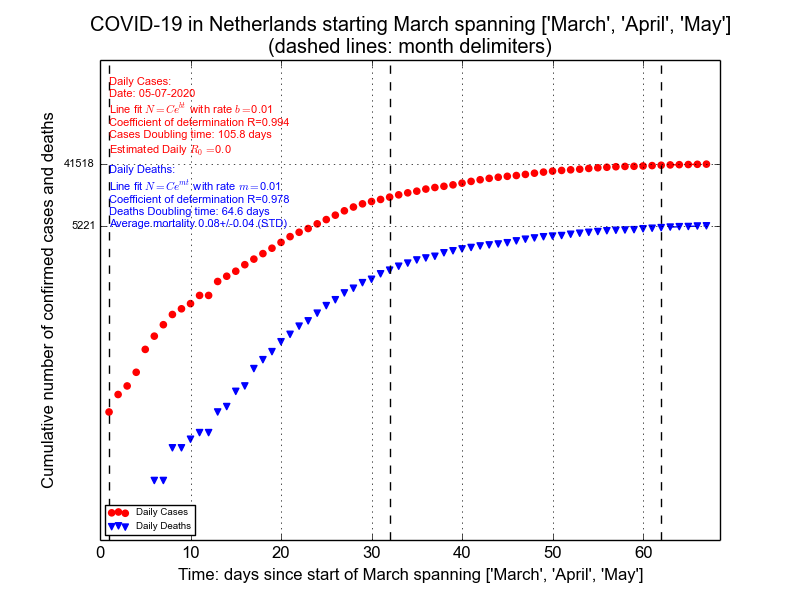 COVID-19 in Netherlands starting March spanning ['March', 'April', 'May']
(dashed lines: month delimiters)
Daily Cases:
Date: 05-07-2020
Line fit N=Ce^{bt} with rate b=0.01
Coefficient of determination R=0.994
Cases Doubling time: 105.8 days
Estimated Daily R_0=0.0
Daily Deaths:
Line fit N=Ce^{mt} with rate m=0.01
Coefficient of determination R=0.978
Deaths Doubling time: 64.6 days
Average mortality 0.08+/-0.04 (STD)
41518
5221
Cumulative number of confirmed cases and deaths
Daily Cases
Daily Deaths
0 10 20 30 40 50 60
Time: days since start of March spanning ['March', 'April', 'May']